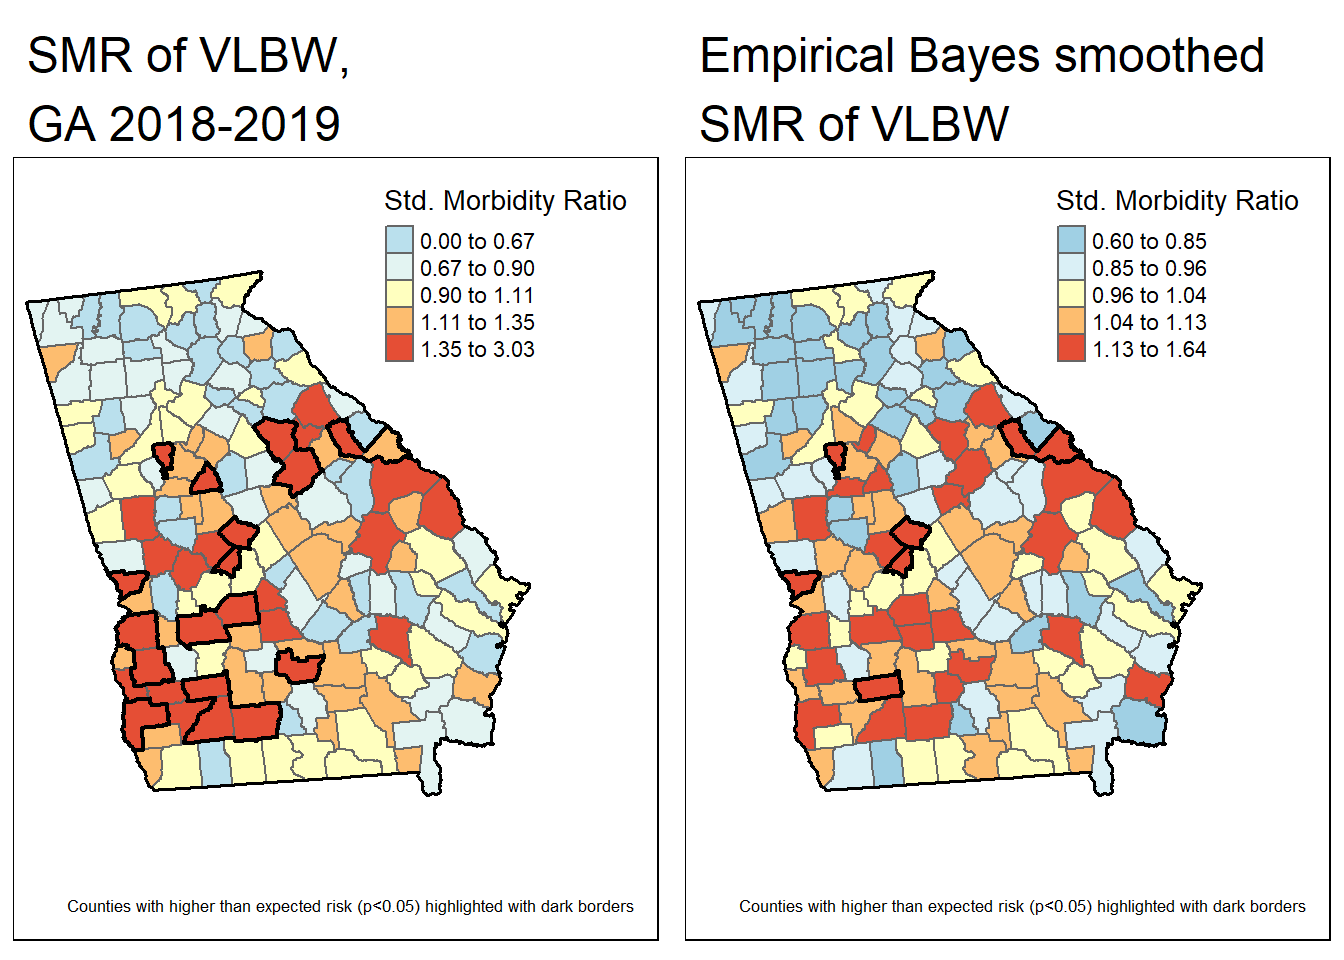 SMR of VLBW,
GA 2018-2019
Std. Morbidity Ratio
0.00 to 0.67
0.67 to 0.90
0.90 to 1.11
1.11 to 1.35
1.35 to 3.03
Counties with higher than expected risk (p<0.05) highlighted with dark borders
Empirical Bayes smoothed
SMR of VLBW
Std. Morbidity Ratio
0.60 to 0.85
0.85 to 0.96
0.96 to 1.04
1.04 to 1.13
1.13 to 1.64
Counties with higher than expected risk (p<0.05) highlighted with dark borders